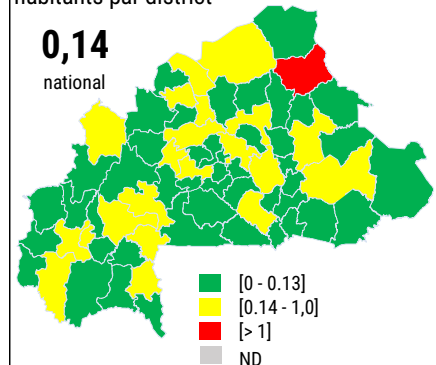 habitants par district
0,14
national
[0 - 0.13]
[0.14 - 1,0]
[> 1]
ND